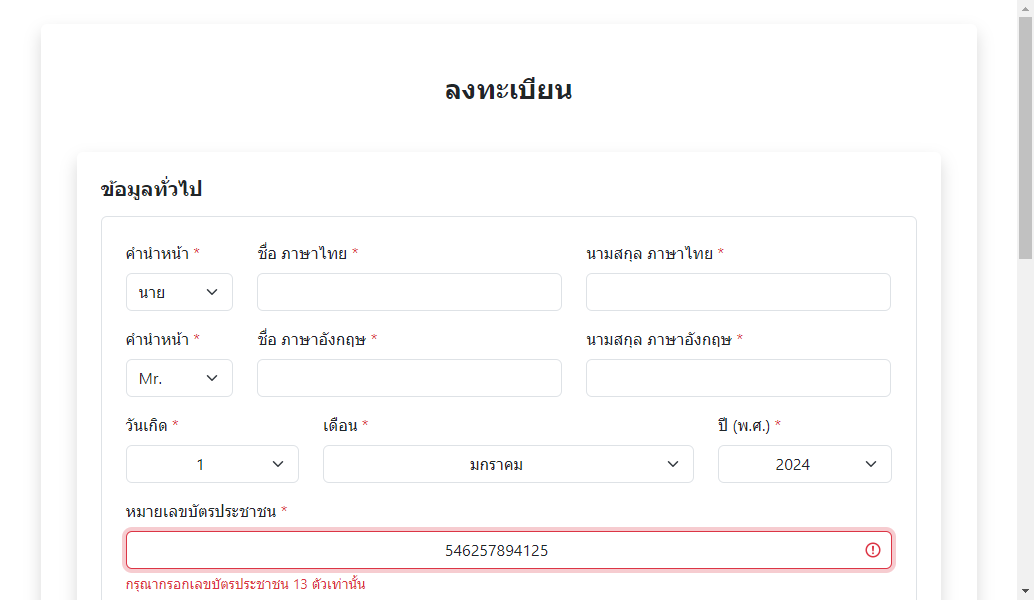 ลงทะเบียน
ข้อมูลทั่วไป
คำนำหน้า * ชื่อ ภาษาไทย * นามสกุล ภาษาไทย *
นาย
คำนำหน้า * ชื่อ ภาษาอังกฤษ * นามสกุล ภาษาอังกฤษ *
Mr.
วันเกิด * เดือน * ปี (พ.ศ.) *
1 มกราคม 2024
หมายเลขบัตรประชาชน *
546257894125
กรุณากรอกเลขบัตรประชาชน 13 ตัวเท่านั้น